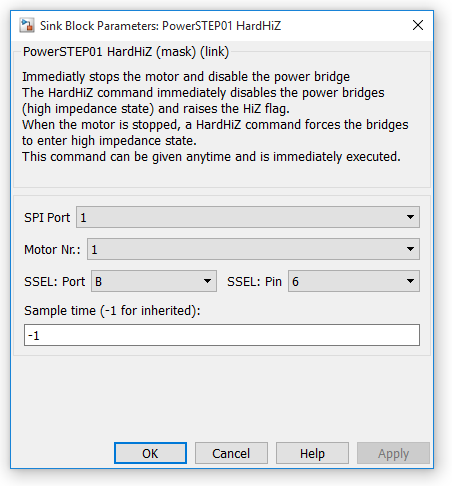 Sink Block Parameters: PowerSTEP01 HardHiZ
PowerSTEP01 HardHiZ (mask) (link)
Immediatly stops the motor and disable the power bridge
The HardHiZ command immediately disables the power bridges
(high impedance state) and raises the HiZ flag.
When the motor is stopped, a HardHiZ command forces the bridges
to enter high impedance state.
This command can be given anytime and is immediately executed.
SPI Port 1
Motor Nr.: 1
SSEL: Port B SSEL: Pin 6
Sample time (-1 for inherited):
-1
OK Cancel Help Apply